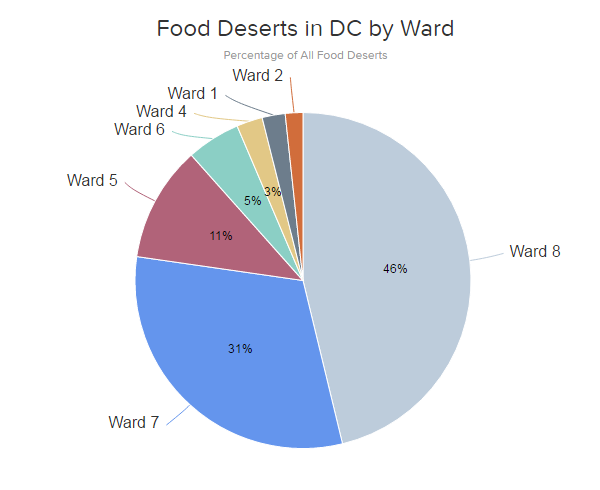 Food Deserts in DC by Ward
Percentage of All Food Deserts
Ward 2
Ward 1
Ward 4
Ward 6
Ward 5
3%
5%
11%
Ward 8
46%
31%
Ward 7